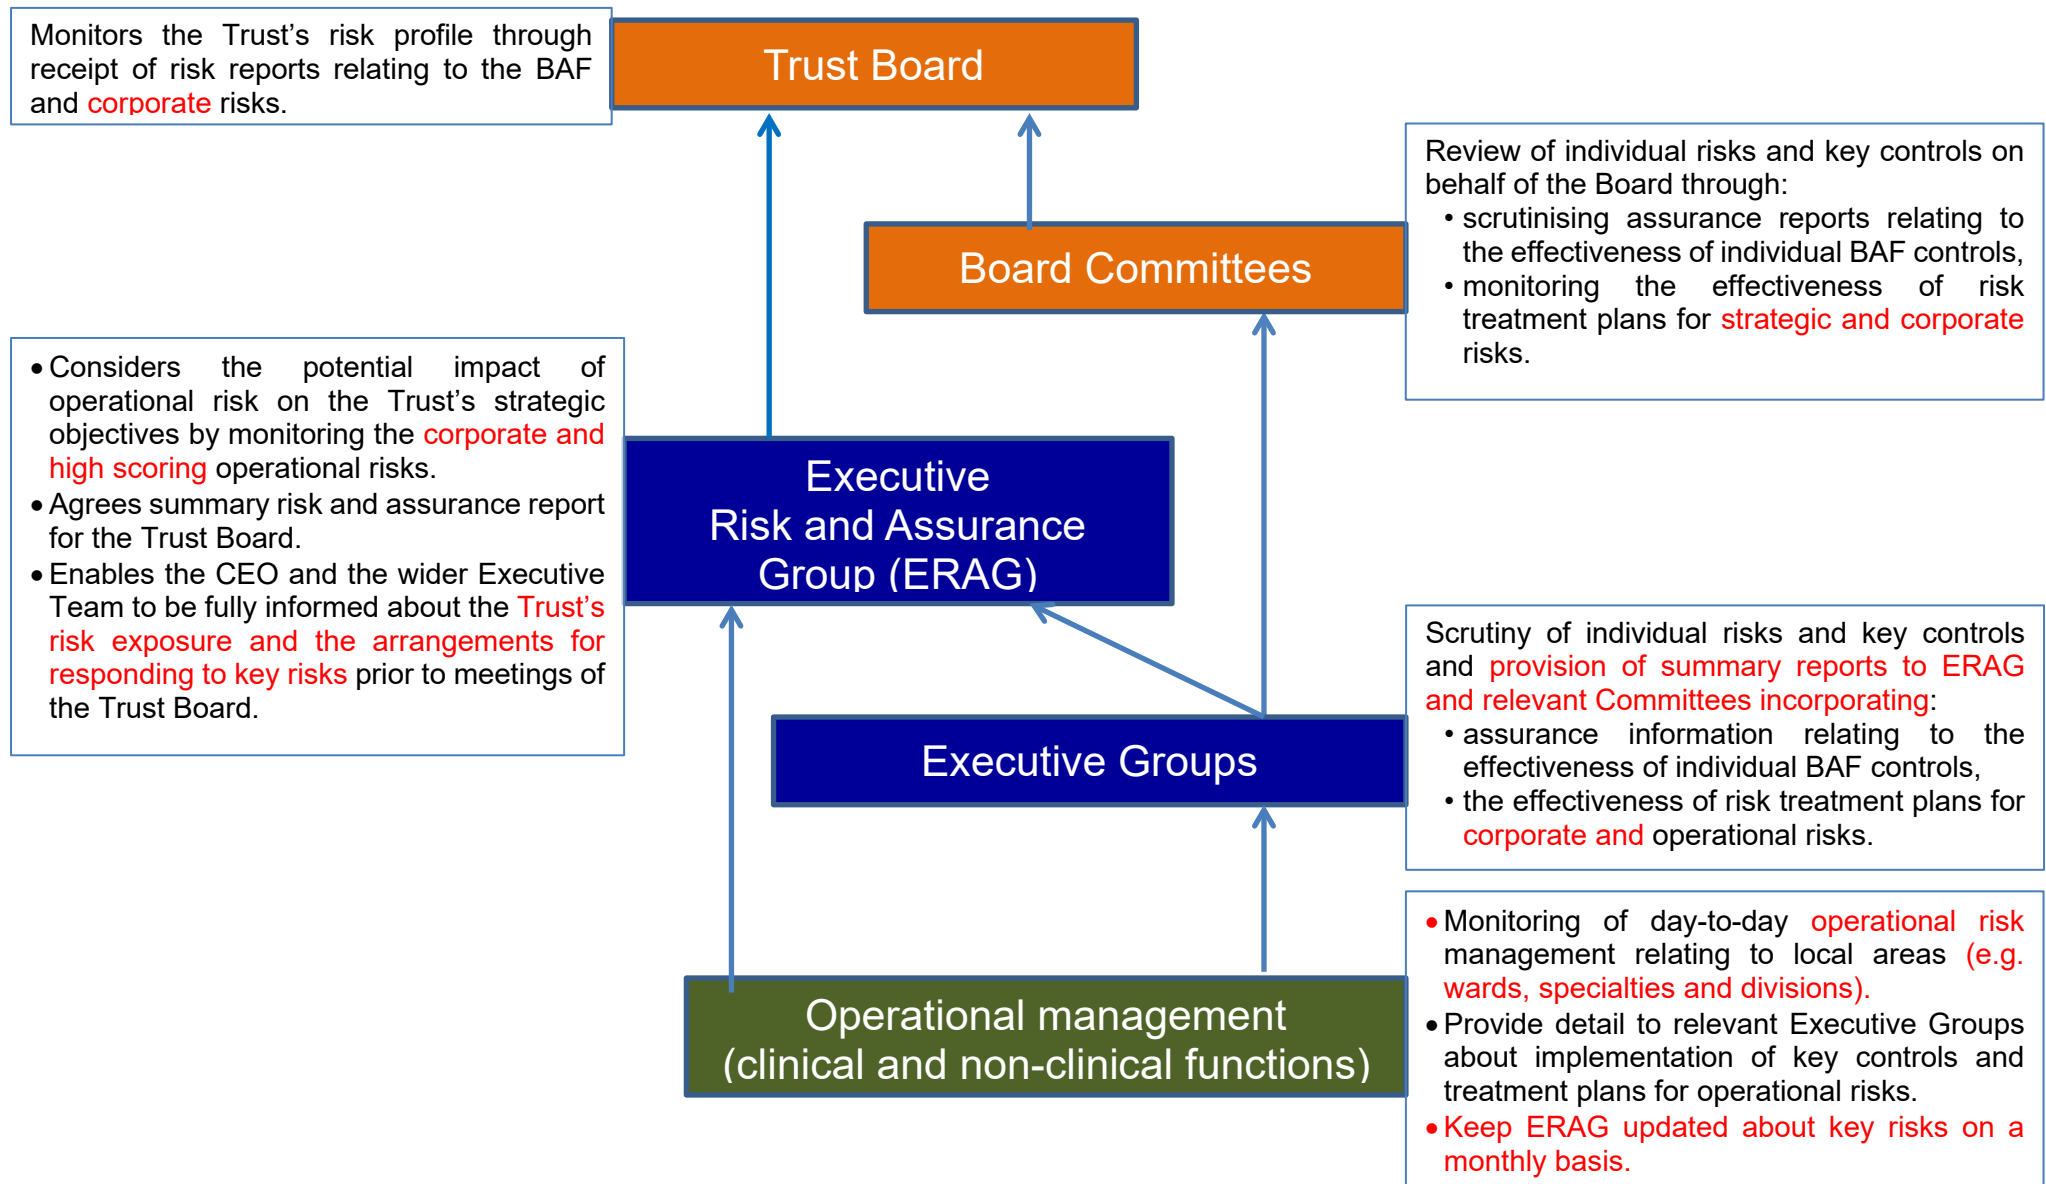 Monitors the Trust’s risk profile through
receipt of risk reports relating to the BAF
and corporate risks.
Trust Board
Review of individual risks and key controls on
behalf of the Board through:
• scrutinising assurance reports relating to
the effectiveness of individual BAF controls,
• monitoring the effectiveness of risk
treatment plans for strategic and corporate
risks.
Board Committees
• Considers the potential impact of
operational risk on the Trust’s strategic
objectives by monitoring the corporate and
high scoring operational risks.
• Agrees summary risk and assurance report
for the Trust Board.
• Enables the CEO and the wider Executive
Team to be fully informed about the Trust’s
risk exposure and the arrangements for
responding to key risks prior to meetings of
the Trust Board.
Executive
Risk and Assurance
Group (ERAG)
Scrutiny of individual risks and key controls
and provision of summary reports to ERAG
and relevant Committees incorporating:
• assurance information relating to the
effectiveness of individual BAF controls,
• the effectiveness of risk treatment plans for
corporate and operational risks.
Executive Groups
• Monitoring of day-to-day operational risk
management relating to local areas (e.g.
wards, specialties and divisions).
• Provide detail to relevant Executive Groups
about implementation of key controls and
treatment plans for operational risks.
• Keep ERAG updated about key risks on a
monthly basis.
Operational management
(clinical and non-clinical functions)